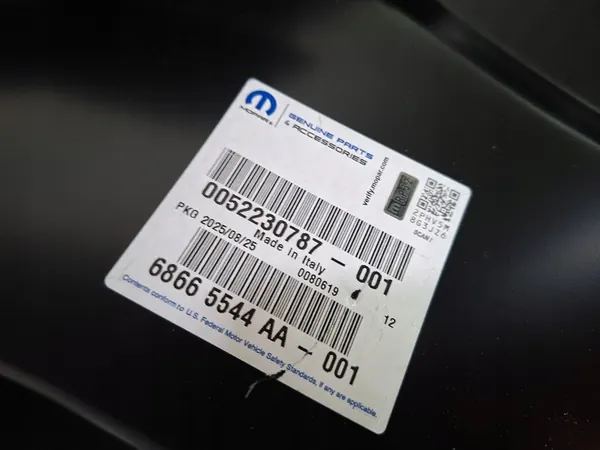 MOPAR
GENUINE PARTS
& ACCESSORIES
verify.mopar.com
0052230787-001
Made In Italy
PKG 2025/08/25
0080619
12
6866 5544 AA-001
Contents conform to U.S. Federal Motor Vehicle Safety Standards, if any are applicable.
SCAN